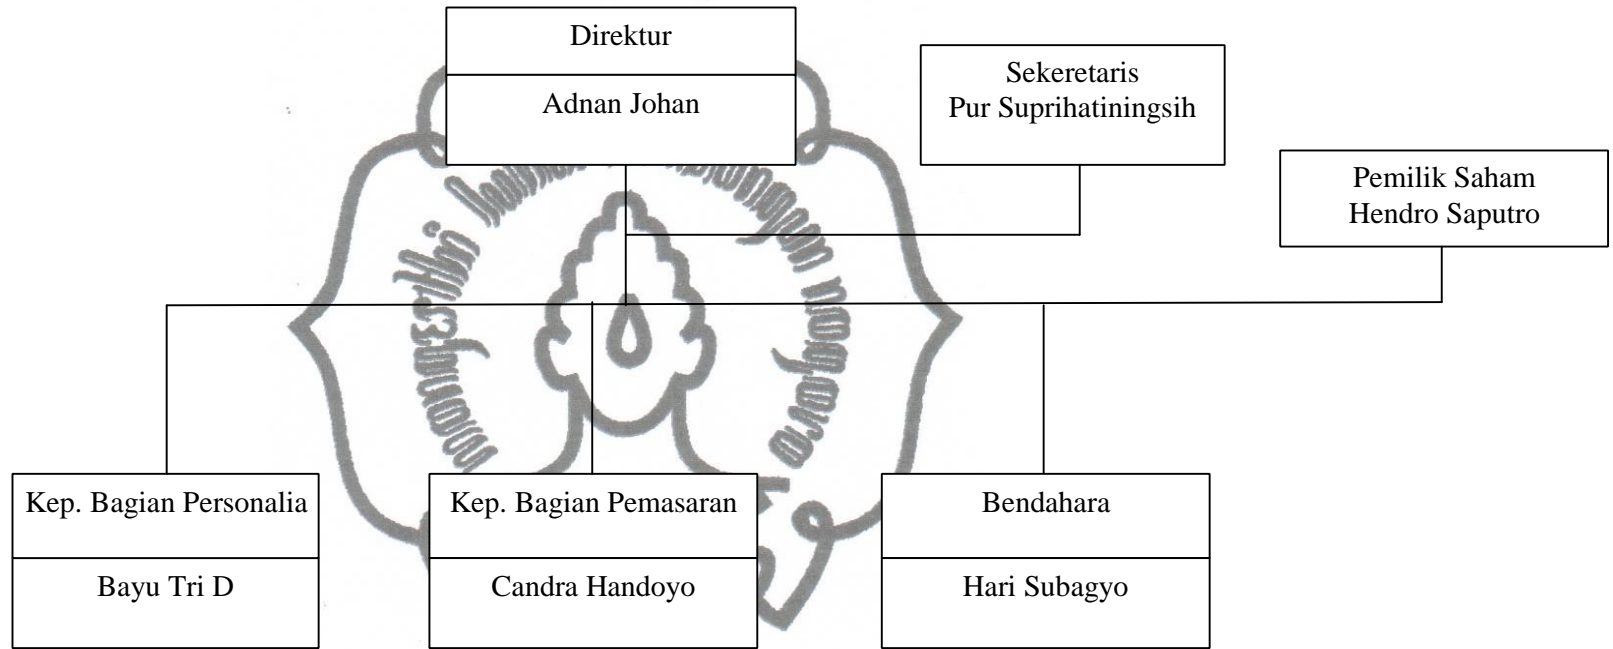 Direktur
Adnan Johan
Sekeretaris
Pur Suprihatiningsih
Pemilik Saham
Hendro Saputro
Kep. Bagian Personalia
Bayu Tri D
Kep. Bagian Pemasaran
Candra Handoyo
Bendahara
Hari Subagyo